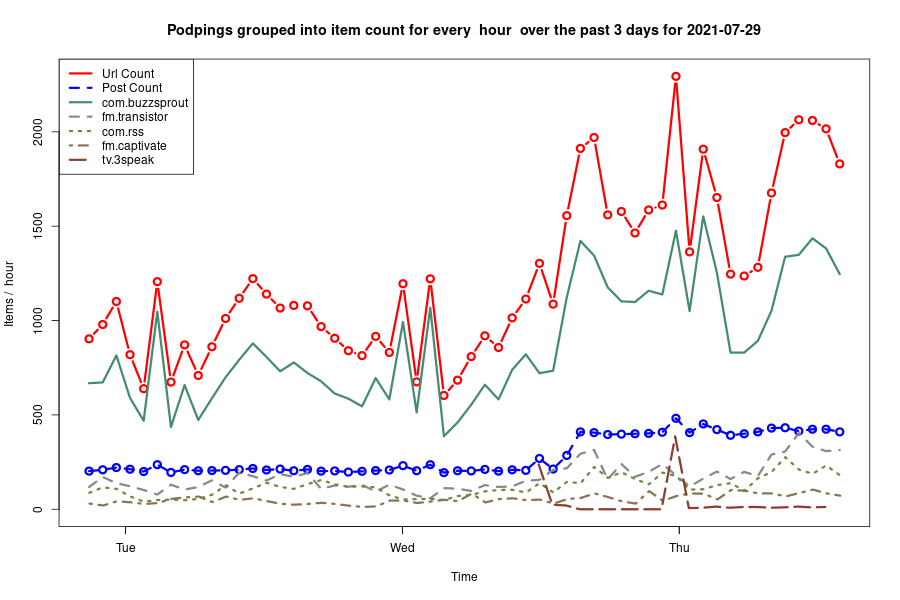 Podpings grouped into item count for every  hour  over the past 3 days for 2021-07-29
Url Count
Post Count
com.buzzsprout
fm.transistor
com.rss
fm.captivate
tv.3speak
Items / hour
2000
1500
1000
500
0
Tue Wed Thu
Time